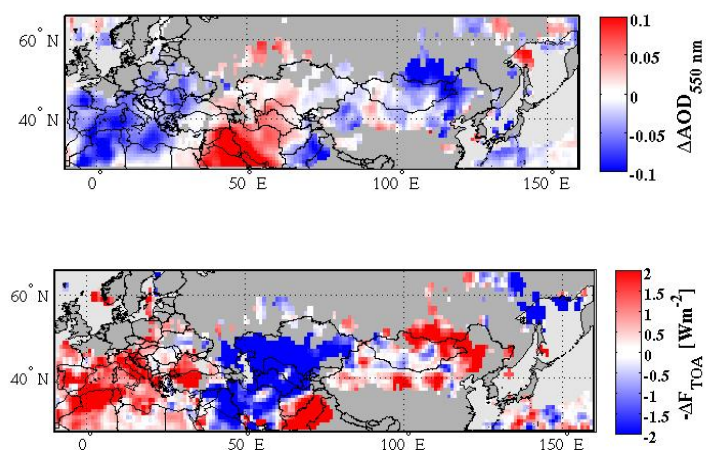 60° N
40° N
0°
50° E
100° E
150° E
0.1
0.05
0
-0.05
-0.1
ΔAOD550 nm
60° N
40° N
0°
50° E
100° E
150° E
2
1.5
1
0.5
0
-0.5
-1
-1.5
-2
-ΔFTOA [Wm-2]